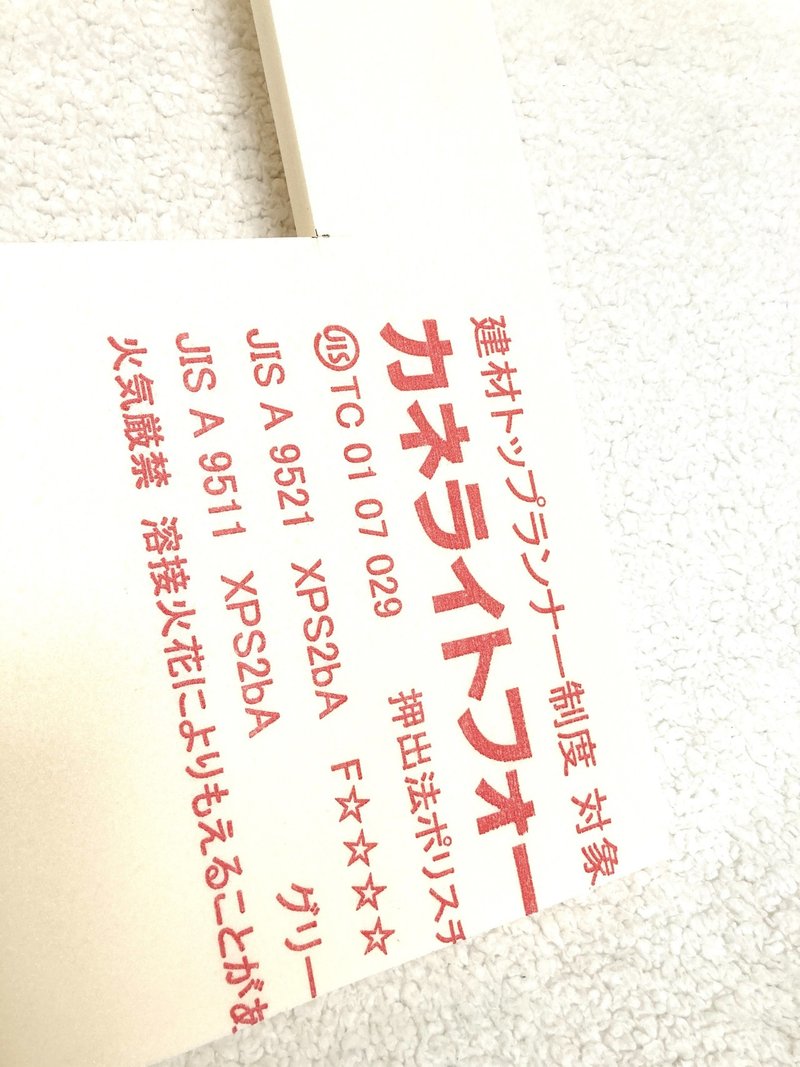 建材トップランナー制度 対象
カネライトフォー
JIS TC 01 07 029 押出法ポリスチ
JIS A 9521 XPS2bA F☆☆☆☆
JIS A 9511 XPS2bA グリー
火気厳禁 溶接火花によりもえることがあ